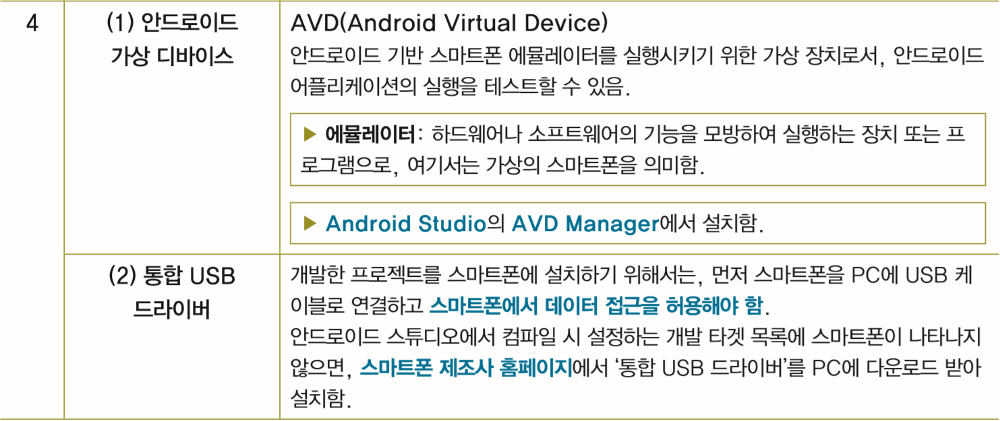 4
(1) 안드로이드
가상 디바이스
AVD(Android Virtual Device)
안드로이드 기반 스마트폰 에뮬레이터를 실행시키기 위한 가상 장치로서, 안드로이드
어플리케이션의 실행을 테스트할 수 있음.
▶ 에뮬레이터: 하드웨어나 소프트웨어의 기능을 모방하여 실행하는 장치 또는 프
로그램으로, 여기서는 가상의 스마트폰을 의미함.
▶ Android Studio의 AVD Manager에서 설치함.
(2) 통합 USB
드라이버
개발한 프로젝트를 스마트폰에 설치하기 위해서는, 먼저 스마트폰을 PC에 USB 케
이블로 연결하고 스마트폰에서 데이터 접근을 허용해야 함.
안드로이드 스튜디오에서 컴파일 시 설정하는 개발 타겟 목록에 스마트폰이 나타나지
않으면, 스마트폰 제조사 홈페이지에서 ‘통합 USB 드라이버’를 PC에 다운로드 받아
설치함.